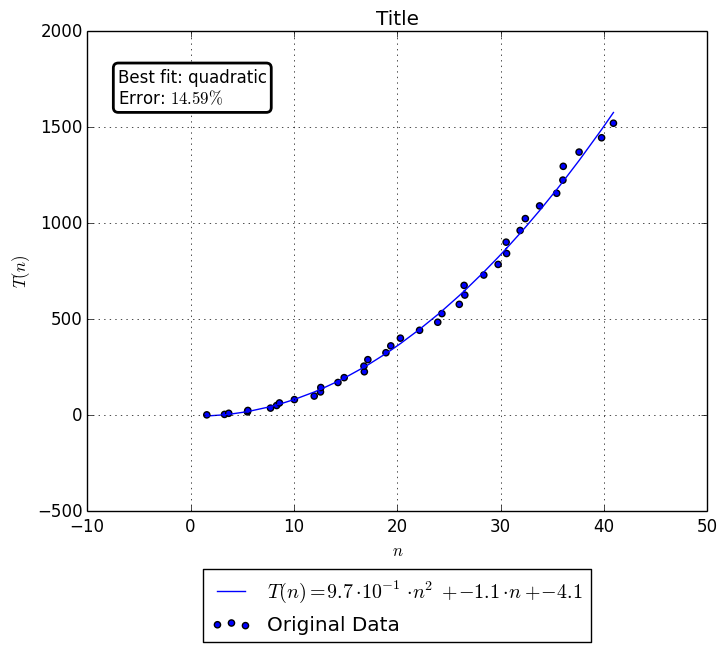 Title
2000
1500
1000
500
0
−500
Best fit: quadratic
Error: 14.59%
T(n)
−10 0 10 20 30 40 50
n
T(n)=9.7·10⁻¹ ·n² +−1.1·n+−4.1
Original Data